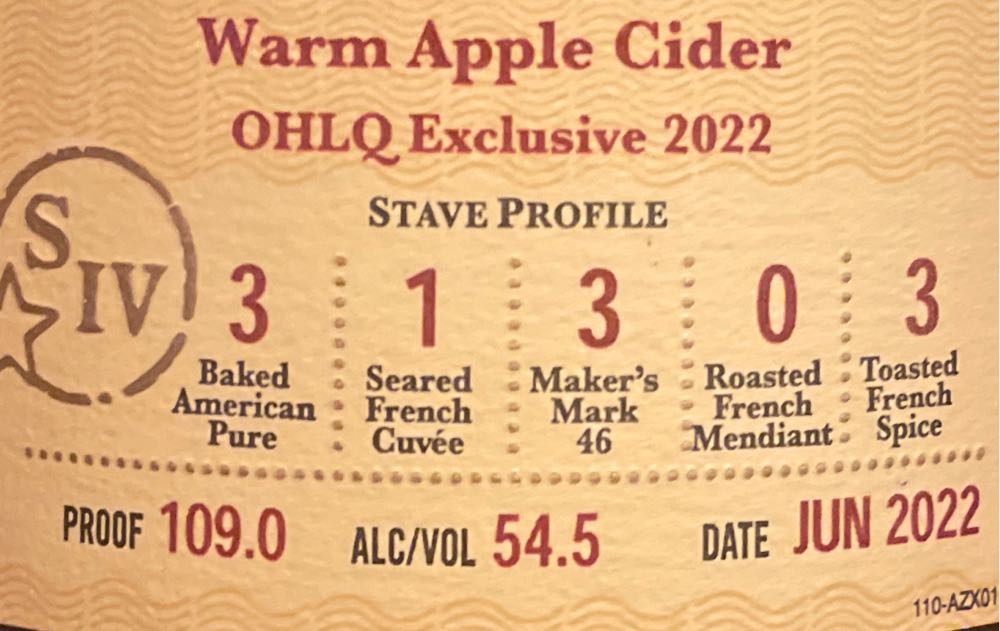 Warm Apple Cider
OHLQ Exclusive 2022
STAVE PROFILE
S
IV
3
Baked
American
Pure
1
Seared
French
Cuvée
3
Maker's
Mark
46
0
Roasted
French
Mendiant
3
Toasted
French
Spice
PROOF 109.0
ALC/VOL 54.5
DATE JUN 2022
110-AZX01